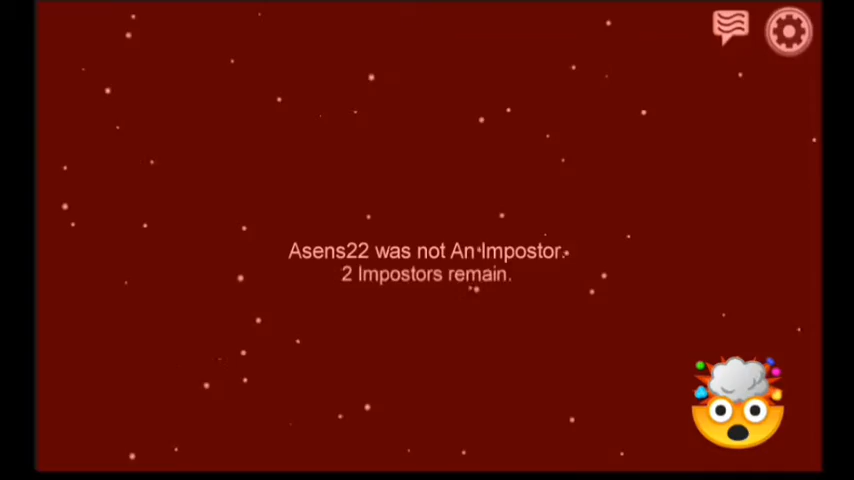 Asens22 was not An Impostor.
2 Impostors remain.